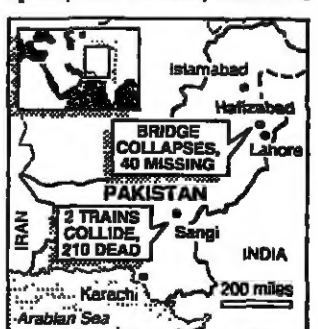 Islamabad
Hafizabad
BRIDGE
COLLAPSES,
40 MISSING
Lahore
PAKISTAN
2 TRAINS
COLLIDE,
210 DEAD
IRAN
Sangi
INDIA
Karachi
200 miles
Arabian Sea